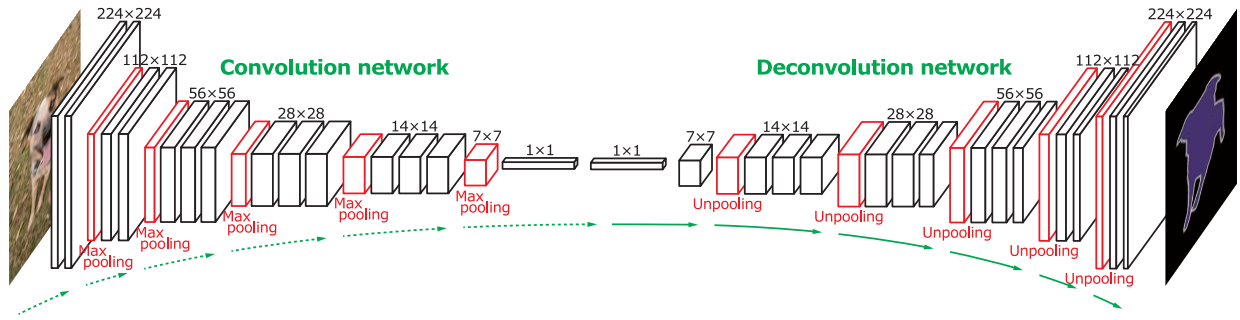 224×224
112×112
Convolution network
56×56
28×28
14×14
7×7
1×1
1×1
7×7
14×14
Deconvolution network
28×28
56×56
112×112
224×224
Max
pooling
Max
pooling
Max
pooling
Max
pooling
Max
pooling
Unpooling
Unpooling
Unpooling
Unpooling
Unpooling